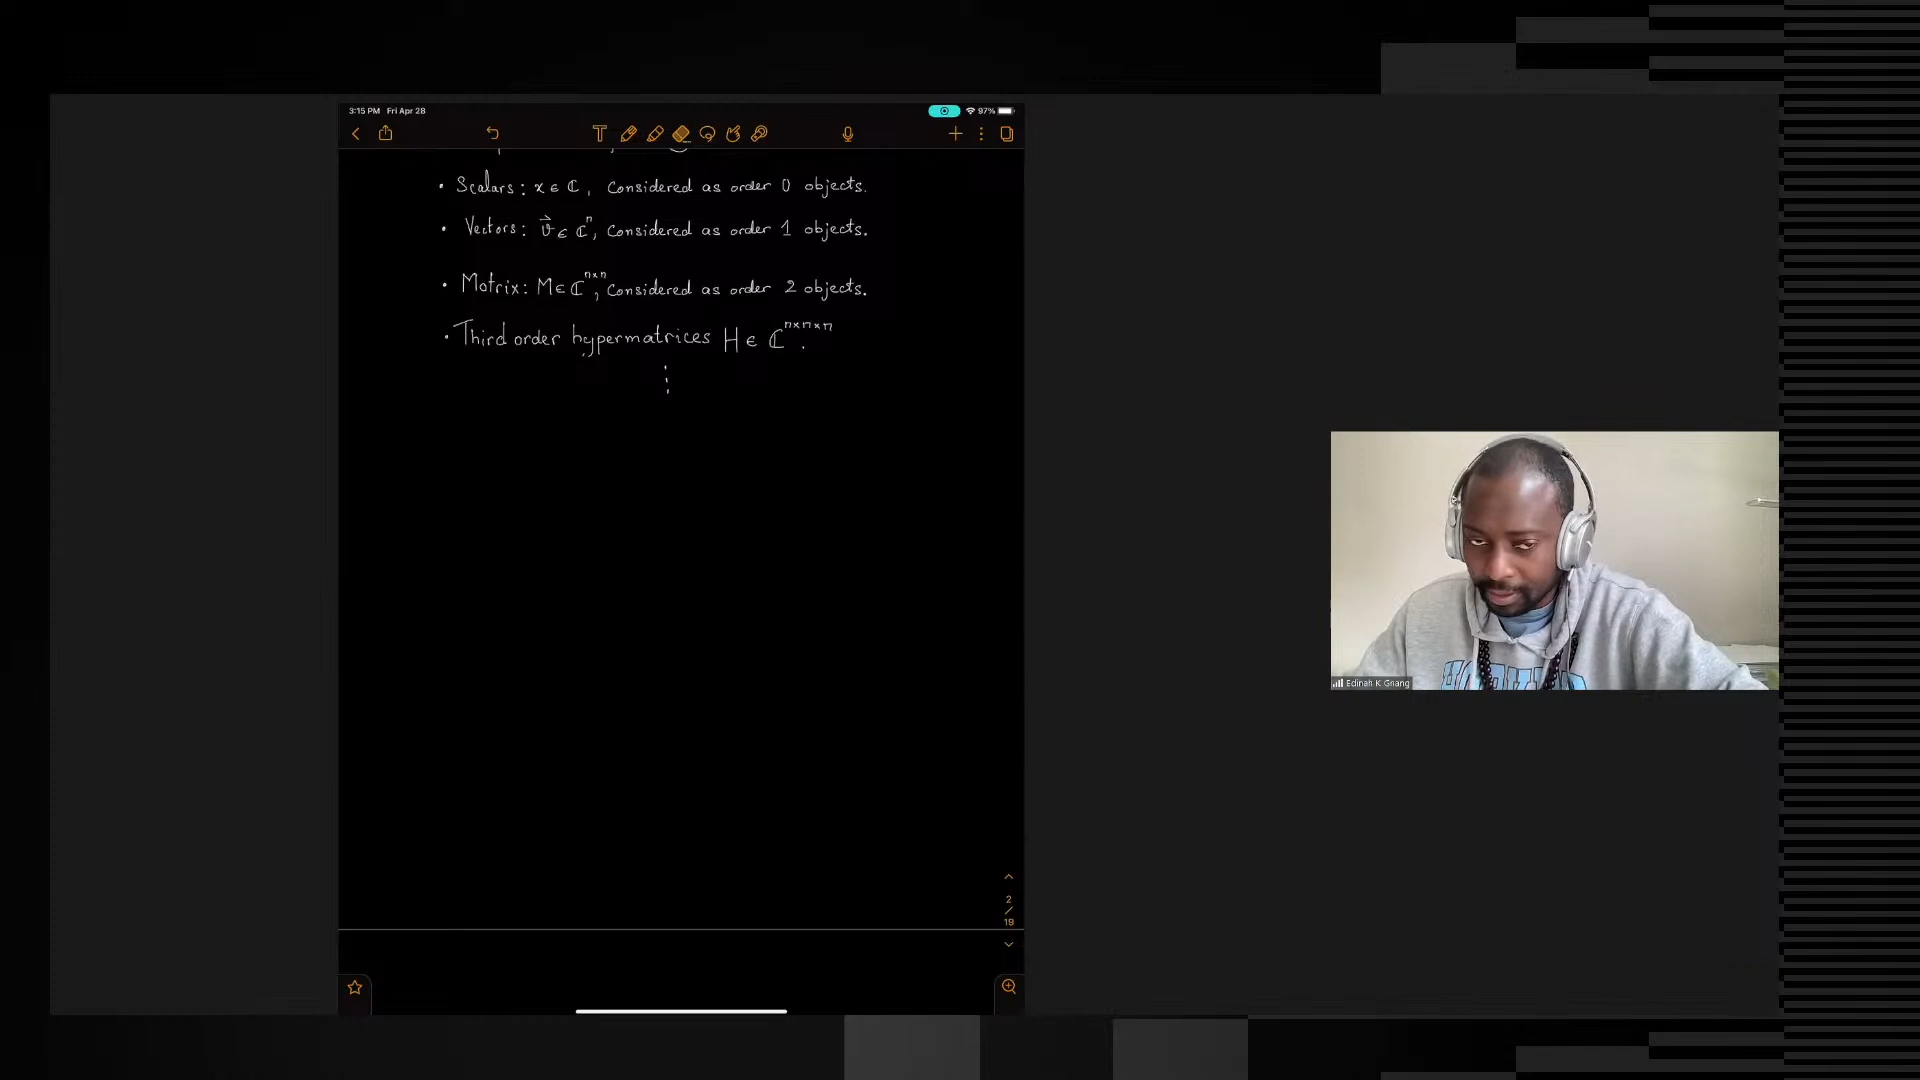 3:15 PM Fri Apr 28
97%
• Scalars: x ∈ ℂ, Considered as order 0 objects.
• Vectors: v⃗ ∈ ℂⁿ, Considered as order 1 objects.
• Matrix: M ∈ ℂⁿˣⁿ, Considered as order 2 objects.
• Third order hypermatrices H ∈ ℂⁿˣⁿˣⁿ.
⋮
2
/
19
Edinah K Gnang